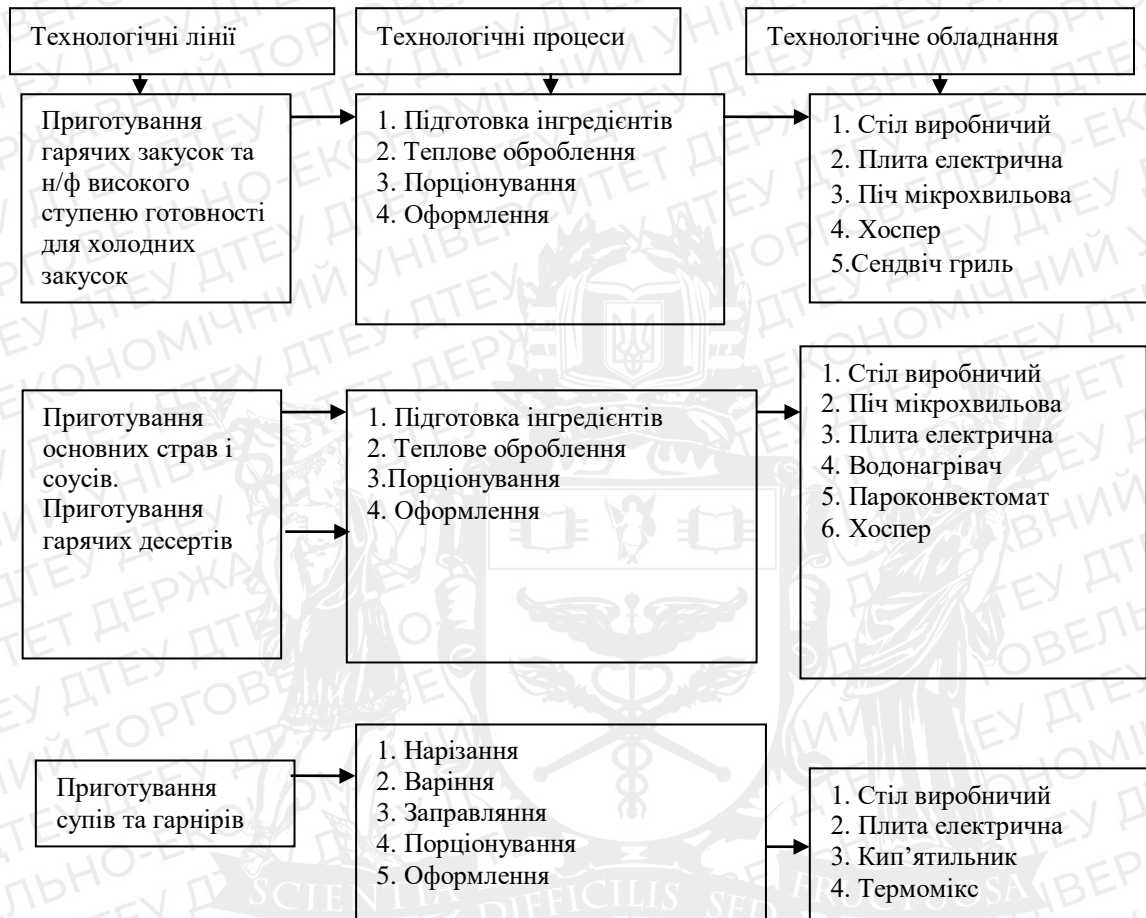 Технологічні лінії
Технологічні процеси
Технологічне обладнання
Приготування
гарячих закусок та
н/ф високого
ступеню готовності
для холодних
закусок
1. Підготовка інгредієнтів
2. Теплове оброблення
3. Порціонування
4. Оформлення
1. Стіл виробничий
2. Плита електрична
3. Піч мікрохвильова
4. Хоспер
5.Сендвіч гриль
Приготування
основних страв і
соусів.
Приготування
гарячих десертів
1. Підготовка інгредієнтів
2. Теплове оброблення
3.Порціонування
4. Оформлення
1. Стіл виробничий
2. Піч мікрохвильова
3. Плита електрична
4. Водонагрівач
5. Пароконвектомат
6. Хоспер
Приготування
супів та гарнірів
1. Нарізання
2. Варіння
3. Заправляння
4. Порціонування
5. Оформлення
1. Стіл виробничий
2. Плита електрична
3. Кип’ятильник
4. Термомікс
SCIENTIA DIFFICILIS SED FRUCTUOSA